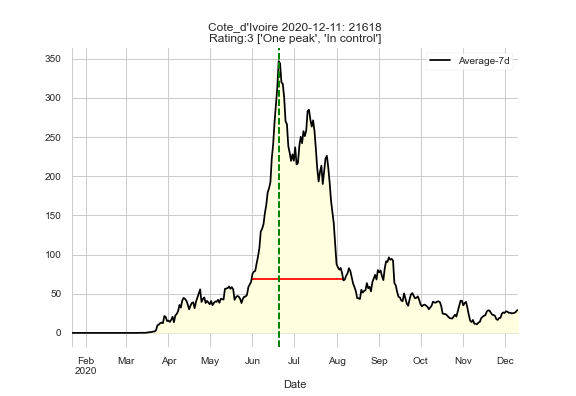 Cote_d'Ivoire 2020-12-11: 21618
Rating:3 ['One peak', 'In control']
Average-7d
350
300
250
200
150
100
50
0
Feb Mar Apr May Jun Jul Aug Sep Oct Nov Dec
2020
Date